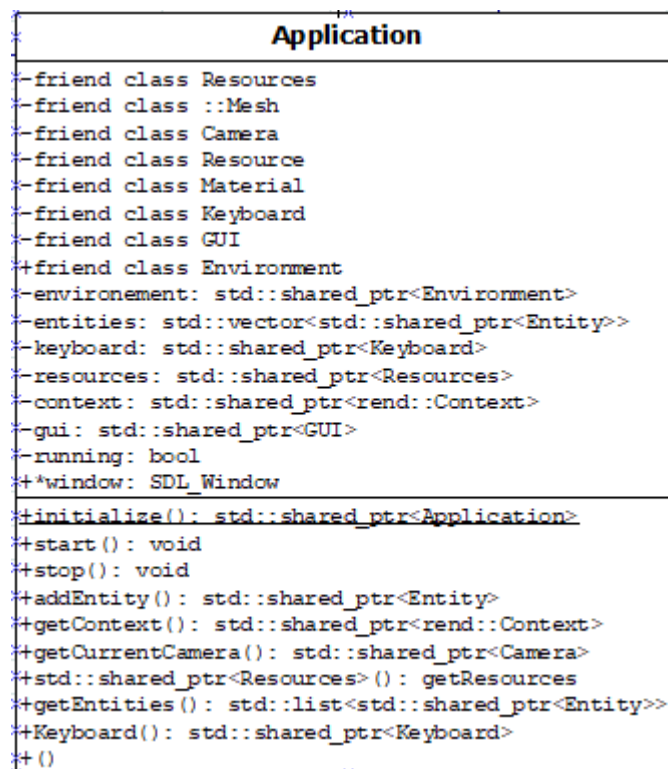 Application
-friend class Resources
-friend class ::Mesh
-friend class Camera
-friend class Resource
-friend class Material
-friend class Keyboard
-friend class GUI
+friend class Environment
-environement: std::shared_ptr<Environment>
-entities: std::vector<std::shared_ptr<Entity>>
-keyboard: std::shared_ptr<Keyboard>
-resources: std::shared_ptr<Resources>
-context: std::shared_ptr<rend::Context>
-gui: std::shared_ptr<GUI>
-running: bool
+*window: SDL_Window
+initialize(): std::shared_ptr<Application>
+start(): void
+stop(): void
+addEntity(): std::shared_ptr<Entity>
+getContext(): std::shared_ptr<rend::Context>
+getCurrentCamera(): std::shared_ptr<Camera>
+std::shared_ptr<Resources>(): getResources
+getEntities(): std::list<std::shared_ptr<Entity>>
+Keyboard(): std::shared_ptr<Keyboard>
+()